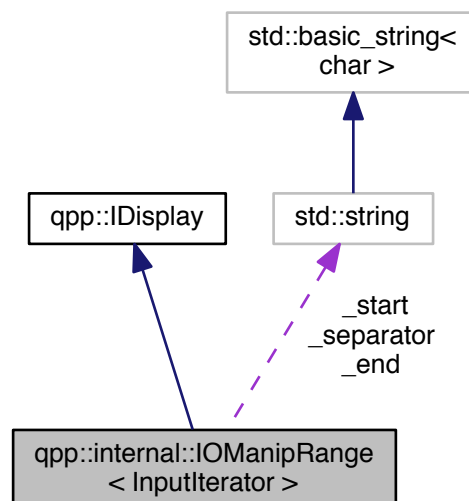 std::basic_string<
char >
qpp::IDisplay
std::string
_start
_separator
_end
qpp::internal::IOManipRange
< InputIterator >